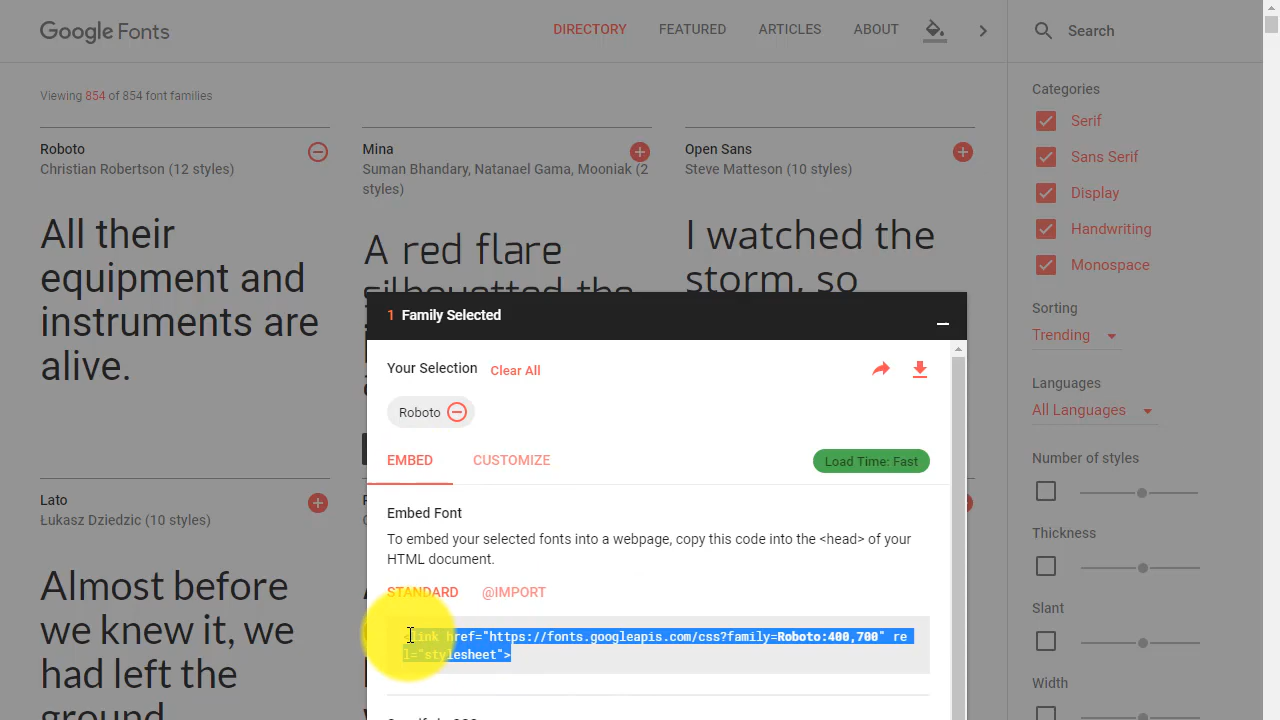 Google Fonts
DIRECTORY
FEATURED
ARTICLES
ABOUT
Search
Viewing 854 of 854 font families
Roboto
Christian Robertson (12 styles)
All their
equipment and
instruments are
alive.
Mina
Suman Bhandary, Natanael Gama, Mooniak (2
styles)
A red flare
silhouetted the
Open Sans
Steve Matteson (10 styles)
I watched the
storm, so
Lato
Łukasz Dziedzic (10 styles)
Almost before
we knew it, we
had left the
ground
1 Family Selected
Your Selection
Clear All
Roboto
EMBED
CUSTOMIZE
Load Time: Fast
Embed Font
To embed your selected fonts into a webpage, copy this code into the <head> of your
HTML document.
STANDARD
@IMPORT
<link href="https://fonts.googleapis.com/css?family=Roboto:400,700" re
l="stylesheet">
Categories
Serif
Sans Serif
Display
Handwriting
Monospace
Sorting
Trending
Languages
All Languages
Number of styles
Thickness
Slant
Width